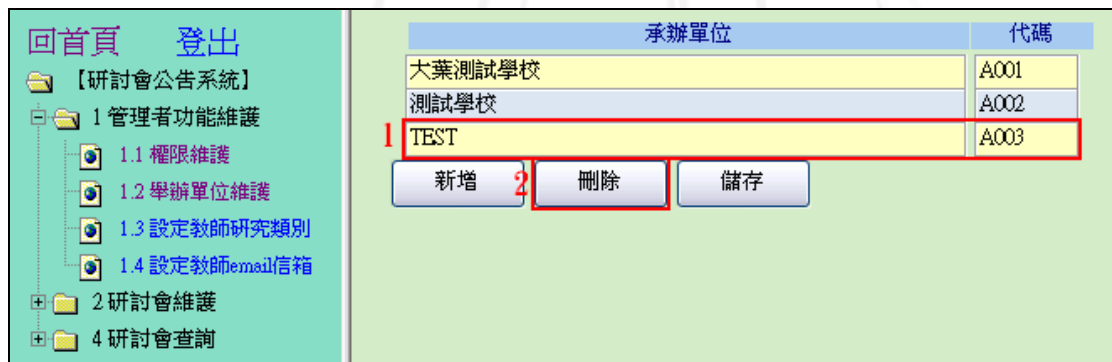 回首頁 登出
【研討會公告系統】
1 管理者功能維護
1.1 權限維護
1.2 舉辦單位維護
1.3 設定教師研究類別
1.4 設定教師email信箱
2 研討會維護
4 研討會查詢
承辦單位 代碼
大葉測試學校 A001
測試學校 A002
1 TEST A003
新增 2 刪除 儲存